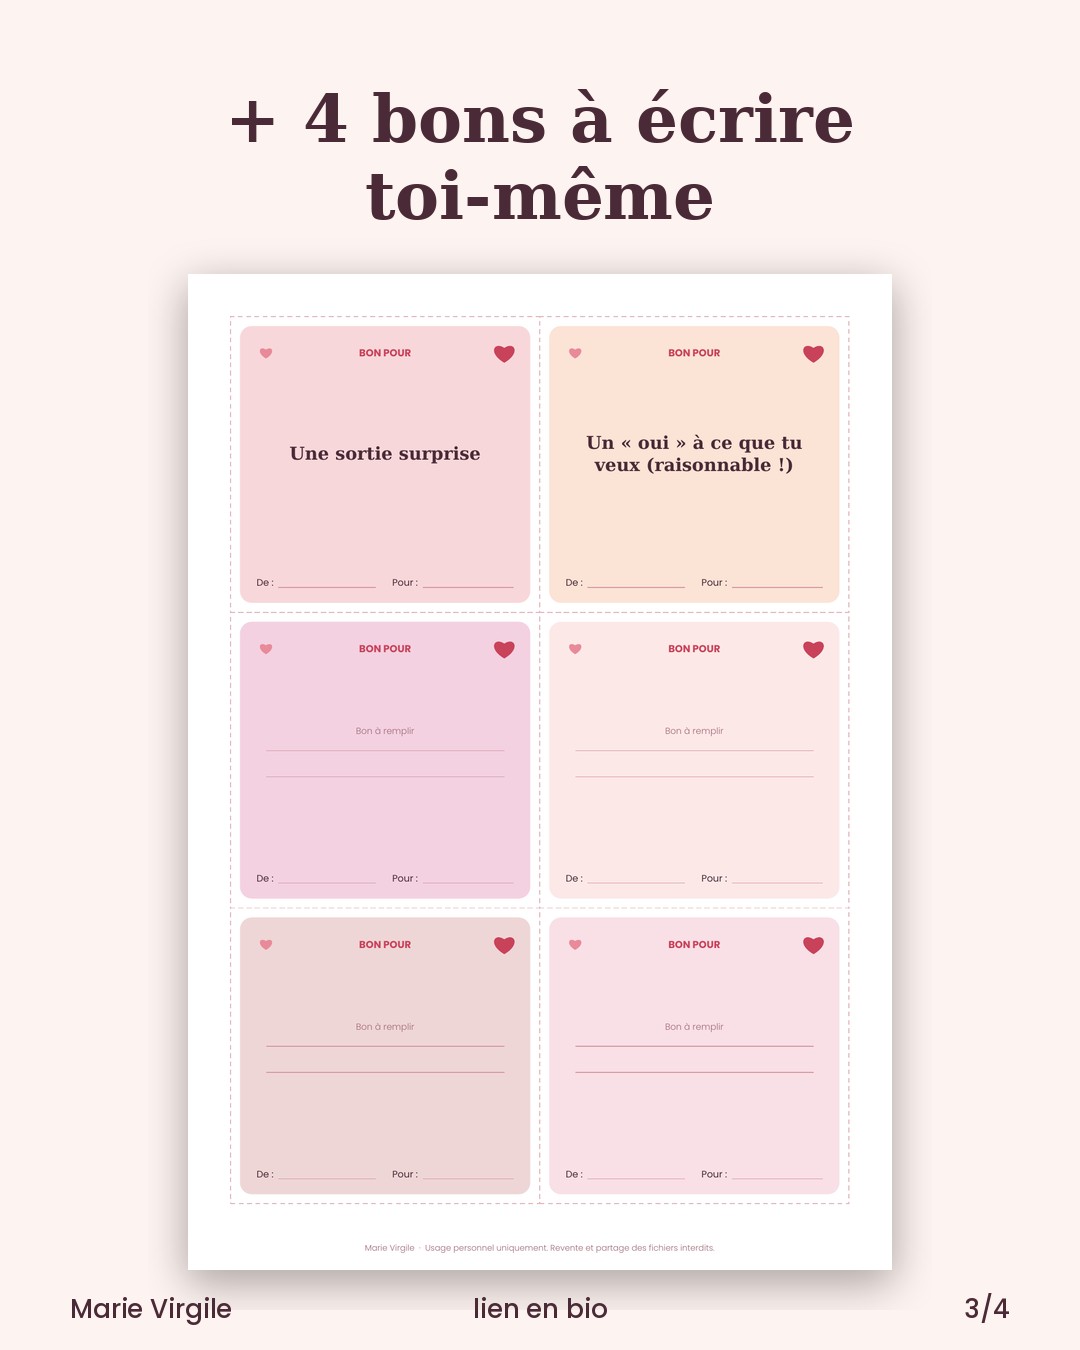 + 4 bons à écrire
toi-même
BON POUR
Une sortie surprise
De :
Pour :
BON POUR
Un « oui » à ce que tu
veux (raisonnable !)
De :
Pour :
BON POUR
Bon à remplir
De :
Pour :
BON POUR
Bon à remplir
De :
Pour :
BON POUR
Bon à remplir
De :
Pour :
BON POUR
Bon à remplir
De :
Pour :
Marie Virgile · Usage personnel uniquement. Revente et partage des fichiers interdits.
Marie Virgile
lien en bio
3/4